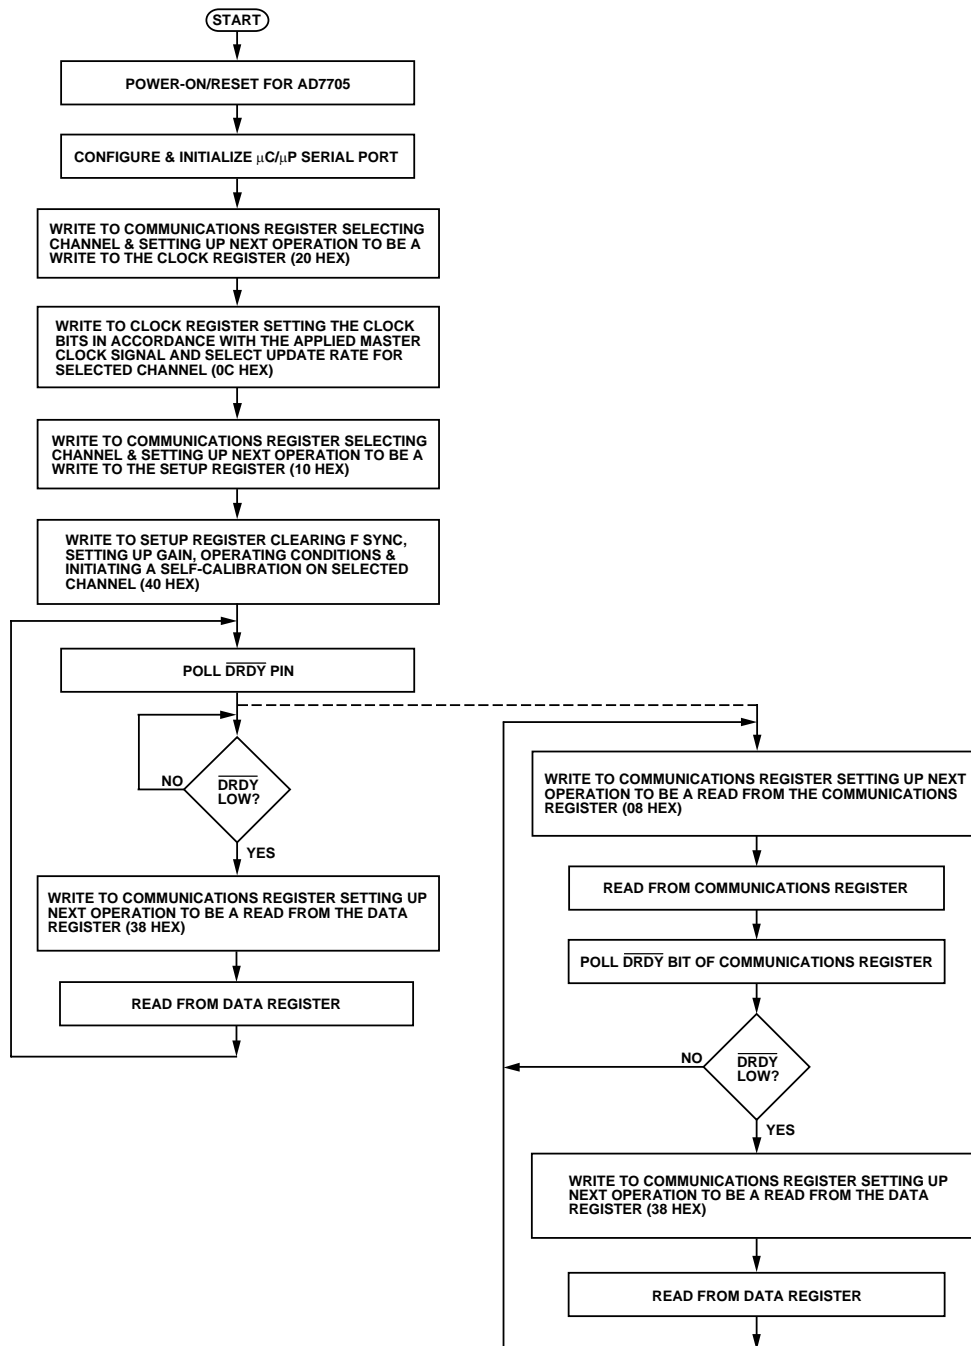 START
POWER-ON/RESET FOR AD7705
CONFIGURE & INITIALIZE μC/μP SERIAL PORT
WRITE TO COMMUNICATIONS REGISTER SELECTING
CHANNEL & SETTING UP NEXT OPERATION TO BE A
WRITE TO THE CLOCK REGISTER (20 HEX)
WRITE TO CLOCK REGISTER SETTING THE CLOCK
BITS IN ACCORDANCE WITH THE APPLIED MASTER
CLOCK SIGNAL AND SELECT UPDATE RATE FOR
SELECTED CHANNEL (0C HEX)
WRITE TO COMMUNICATIONS REGISTER SELECTING
CHANNEL & SETTING UP NEXT OPERATION TO BE A
WRITE TO THE SETUP REGISTER (10 HEX)
WRITE TO SETUP REGISTER CLEARING F SYNC,
SETTING UP GAIN, OPERATING CONDITIONS &
INITIATING A SELF-CALIBRATION ON SELECTED
CHANNEL (40 HEX)
POLL DRDY PIN
NO
DRDY
LOW?
YES
WRITE TO COMMUNICATIONS REGISTER SETTING UP
NEXT OPERATION TO BE A READ FROM THE DATA
REGISTER (38 HEX)
READ FROM DATA REGISTER
WRITE TO COMMUNICATIONS REGISTER SETTING UP NEXT
OPERATION TO BE A READ FROM THE COMMUNICATIONS
REGISTER (08 HEX)
READ FROM COMMUNICATIONS REGISTER
POLL DRDY BIT OF COMMUNICATIONS REGISTER
NO
DRDY
LOW?
YES
WRITE TO COMMUNICATIONS REGISTER SETTING UP
NEXT OPERATION TO BE A READ FROM THE DATA
REGISTER (38 HEX)
READ FROM DATA REGISTER